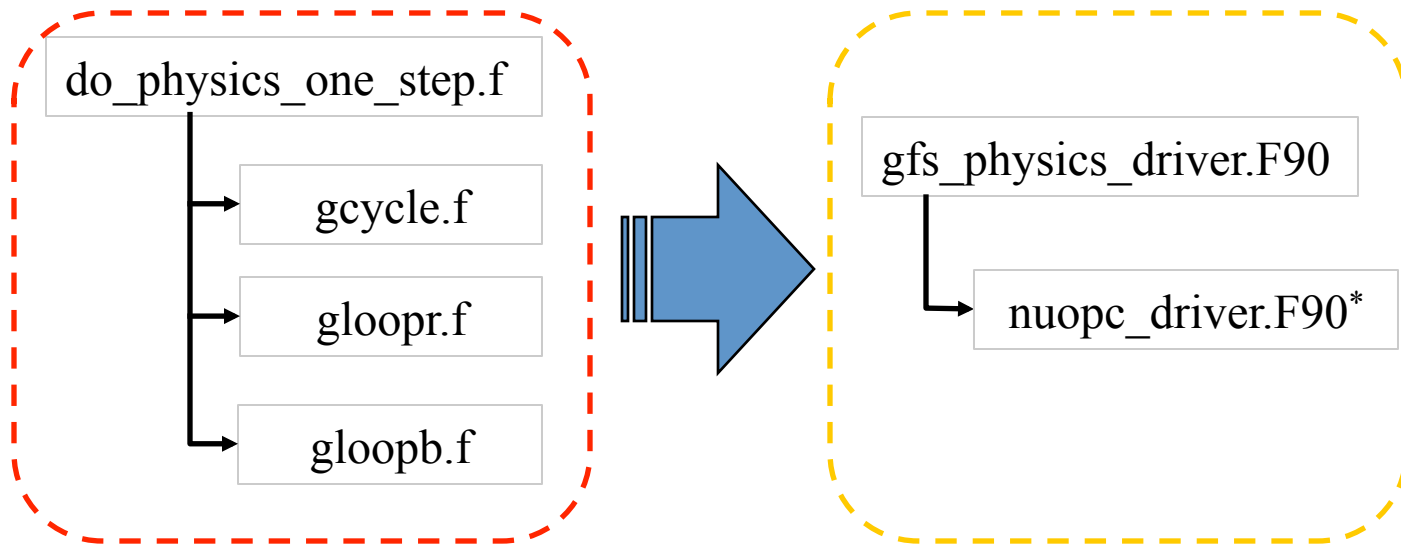 do_physics_one_step.f
gcycle.f
gloopr.f
gloopb.f
gfs_physics_driver.F90
nuopc_driver.F90*